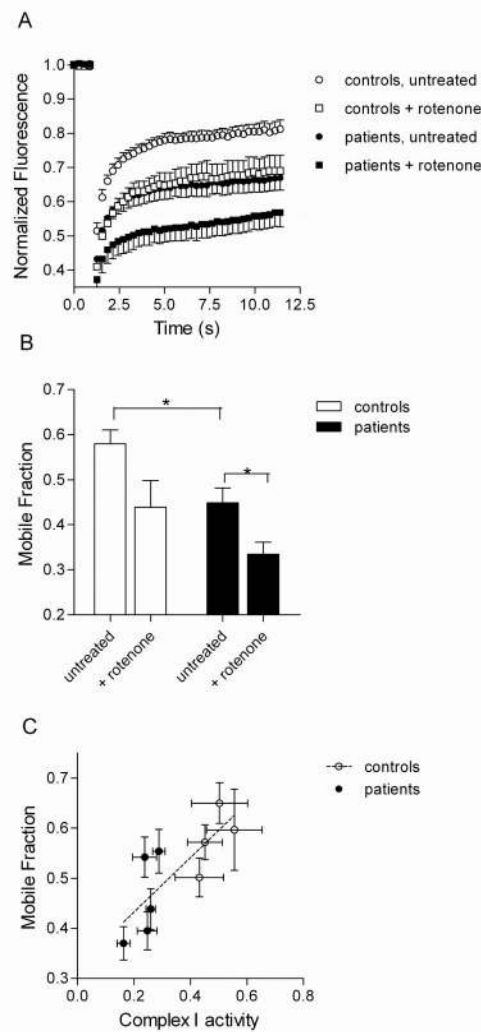 A
Normalized Fluorescence
1.0
0.9
0.8
0.7
0.6
0.5
0.4
0.0 2.5 5.0 7.5 10.0 12.5
Time (s)
controls, untreated
controls + rotenone
patients, untreated
patients + rotenone
B
Mobile Fraction
0.7
0.6
0.5
0.4
0.3
0.2
* *
untreated
+ rotenone
untreated
+ rotenone
controls
patients
C
Mobile Fraction
0.7
0.6
0.5
0.4
0.3
0.0 0.2 0.4 0.6 0.8
Complex I activity
controls
patients